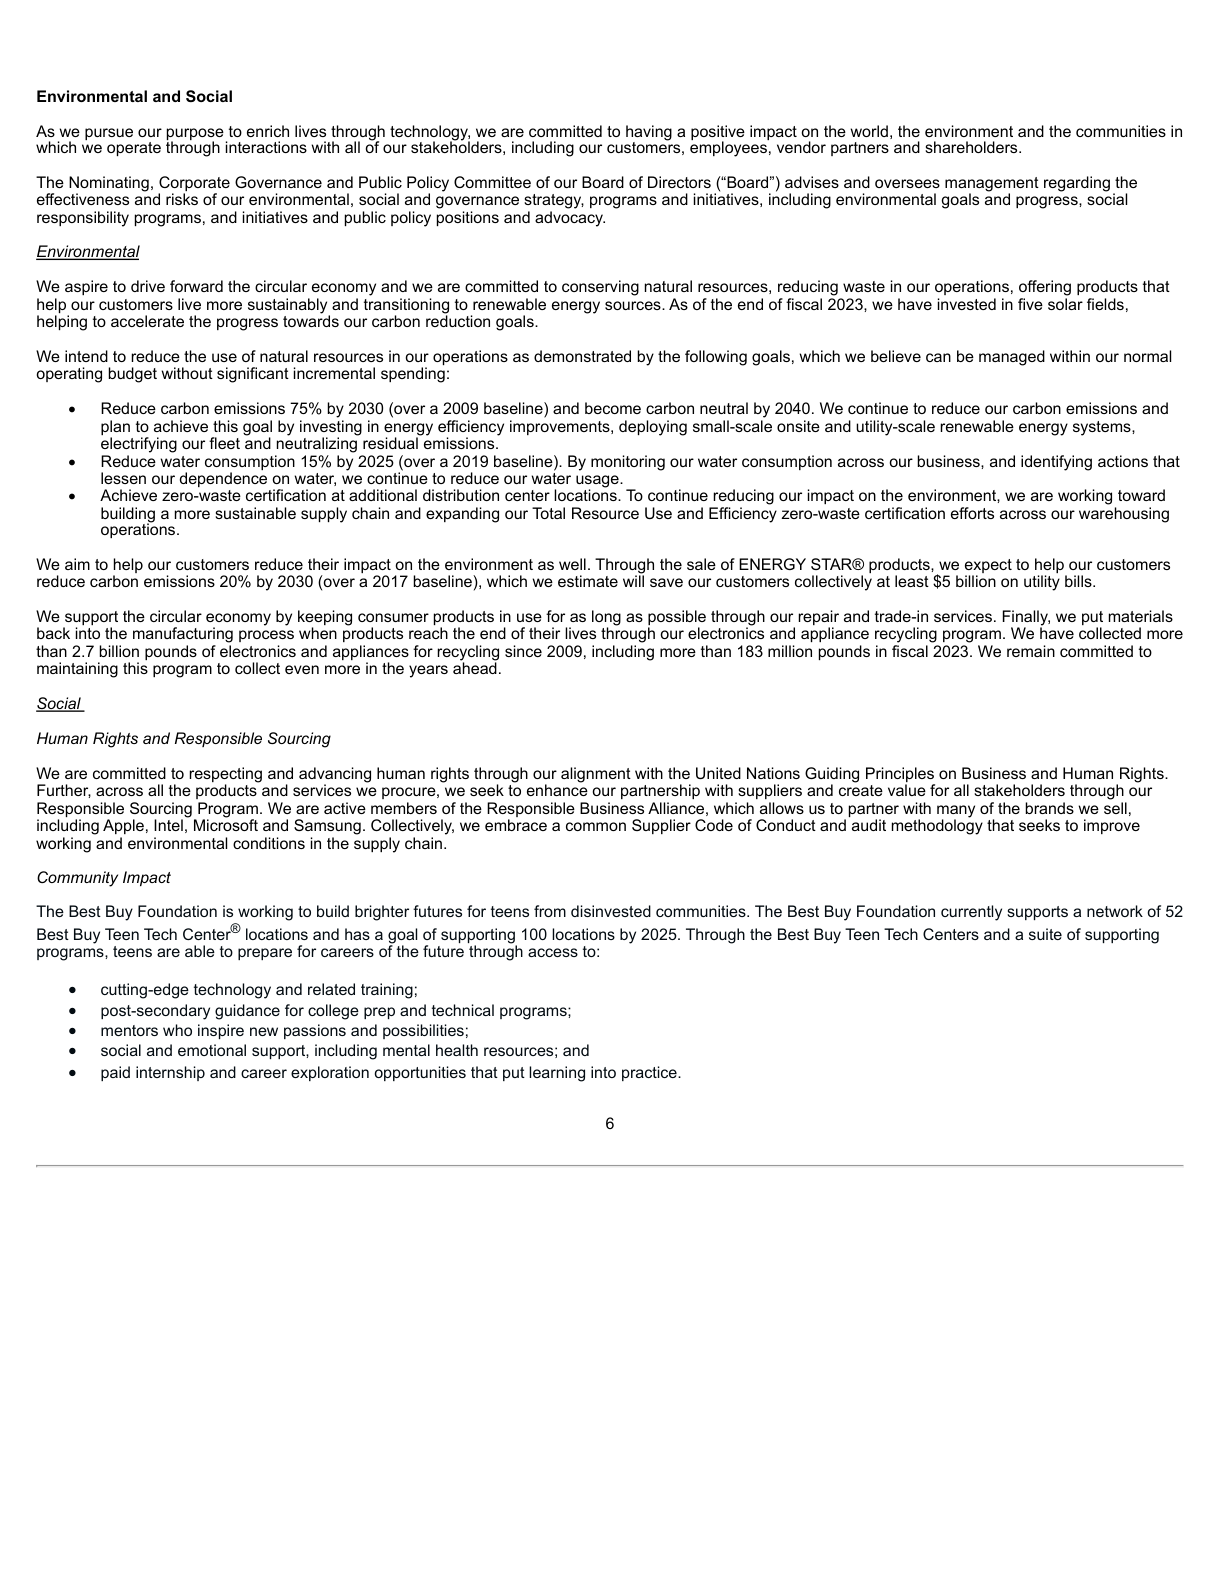 Environmental and Social
As we pursue our purpose to enrich lives through technology, we are committed to having a positive impact on the world, the environment and the communities in
which we operate through interactions with all of our stakeholders, including our customers, employees, vendor partners and shareholders.
The Nominating, Corporate Governance and Public Policy Committee of our Board of Directors (“Board”) advises and oversees management regarding the
effectiveness and risks of our environmental, social and governance strategy, programs and initiatives, including environmental goals and progress, social
responsibility programs, and initiatives and public policy positions and advocacy.
Environmental
We aspire to drive forward the circular economy and we are committed to conserving natural resources, reducing waste in our operations, offering products that
help our customers live more sustainably and transitioning to renewable energy sources. As of the end of fiscal 2023, we have invested in five solar fields,
helping to accelerate the progress towards our carbon reduction goals.
We intend to reduce the use of natural resources in our operations as demonstrated by the following goals, which we believe can be managed within our normal
operating budget without significant incremental spending:
• Reduce carbon emissions 75% by 2030 (over a 2009 baseline) and become carbon neutral by 2040. We continue to reduce our carbon emissions and
plan to achieve this goal by investing in energy efficiency improvements, deploying small-scale onsite and utility-scale renewable energy systems,
electrifying our fleet and neutralizing residual emissions.
• Reduce water consumption 15% by 2025 (over a 2019 baseline). By monitoring our water consumption across our business, and identifying actions that
lessen our dependence on water, we continue to reduce our water usage.
• Achieve zero-waste certification at additional distribution center locations. To continue reducing our impact on the environment, we are working toward
building a more sustainable supply chain and expanding our Total Resource Use and Efficiency zero-waste certification efforts across our warehousing
operations.
We aim to help our customers reduce their impact on the environment as well. Through the sale of ENERGY STAR® products, we expect to help our customers
reduce carbon emissions 20% by 2030 (over a 2017 baseline), which we estimate will save our customers collectively at least $5 billion on utility bills.
We support the circular economy by keeping consumer products in use for as long as possible through our repair and trade-in services. Finally, we put materials
back into the manufacturing process when products reach the end of their lives through our electronics and appliance recycling program. We have collected more
than 2.7 billion pounds of electronics and appliances for recycling since 2009, including more than 183 million pounds in fiscal 2023. We remain committed to
maintaining this program to collect even more in the years ahead.
Social
Human Rights and Responsible Sourcing
We are committed to respecting and advancing human rights through our alignment with the United Nations Guiding Principles on Business and Human Rights.
Further, across all the products and services we procure, we seek to enhance our partnership with suppliers and create value for all stakeholders through our
Responsible Sourcing Program. We are active members of the Responsible Business Alliance, which allows us to partner with many of the brands we sell,
including Apple, Intel, Microsoft and Samsung. Collectively, we embrace a common Supplier Code of Conduct and audit methodology that seeks to improve
working and environmental conditions in the supply chain.
Community Impact
The Best Buy Foundation is working to build brighter futures for teens from disinvested communities. The Best Buy Foundation currently supports a network of 52
Best Buy Teen Tech Center® locations and has a goal of supporting 100 locations by 2025. Through the Best Buy Teen Tech Centers and a suite of supporting
programs, teens are able to prepare for careers of the future through access to:
• cutting-edge technology and related training;
• post-secondary guidance for college prep and technical programs;
• mentors who inspire new passions and possibilities;
• social and emotional support, including mental health resources; and
• paid internship and career exploration opportunities that put learning into practice.
6